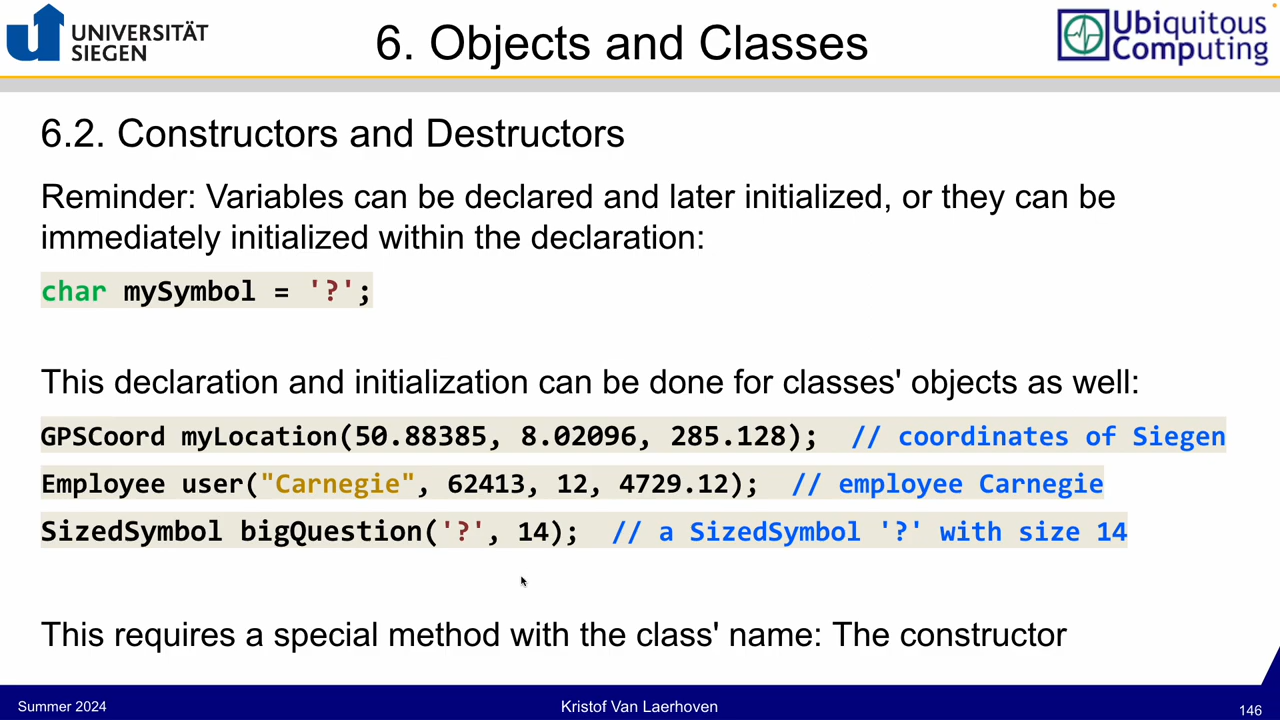 UNIVERSITÄT
SIEGEN
6. Objects and Classes
Ubiquitous
Computing
6.2. Constructors and Destructors
Reminder: Variables can be declared and later initialized, or they can be
immediately initialized within the declaration:
char mySymbol = '?';
This declaration and initialization can be done for classes' objects as well:
GPSCoord myLocation(50.88385, 8.02096, 285.128);  // coordinates of Siegen
Employee user("Carnegie", 62413, 12, 4729.12);  // employee Carnegie
SizedSymbol bigQuestion('?', 14);  // a SizedSymbol '?' with size 14
This requires a special method with the class' name: The constructor
Summer 2024
Kristof Van Laerhoven
146